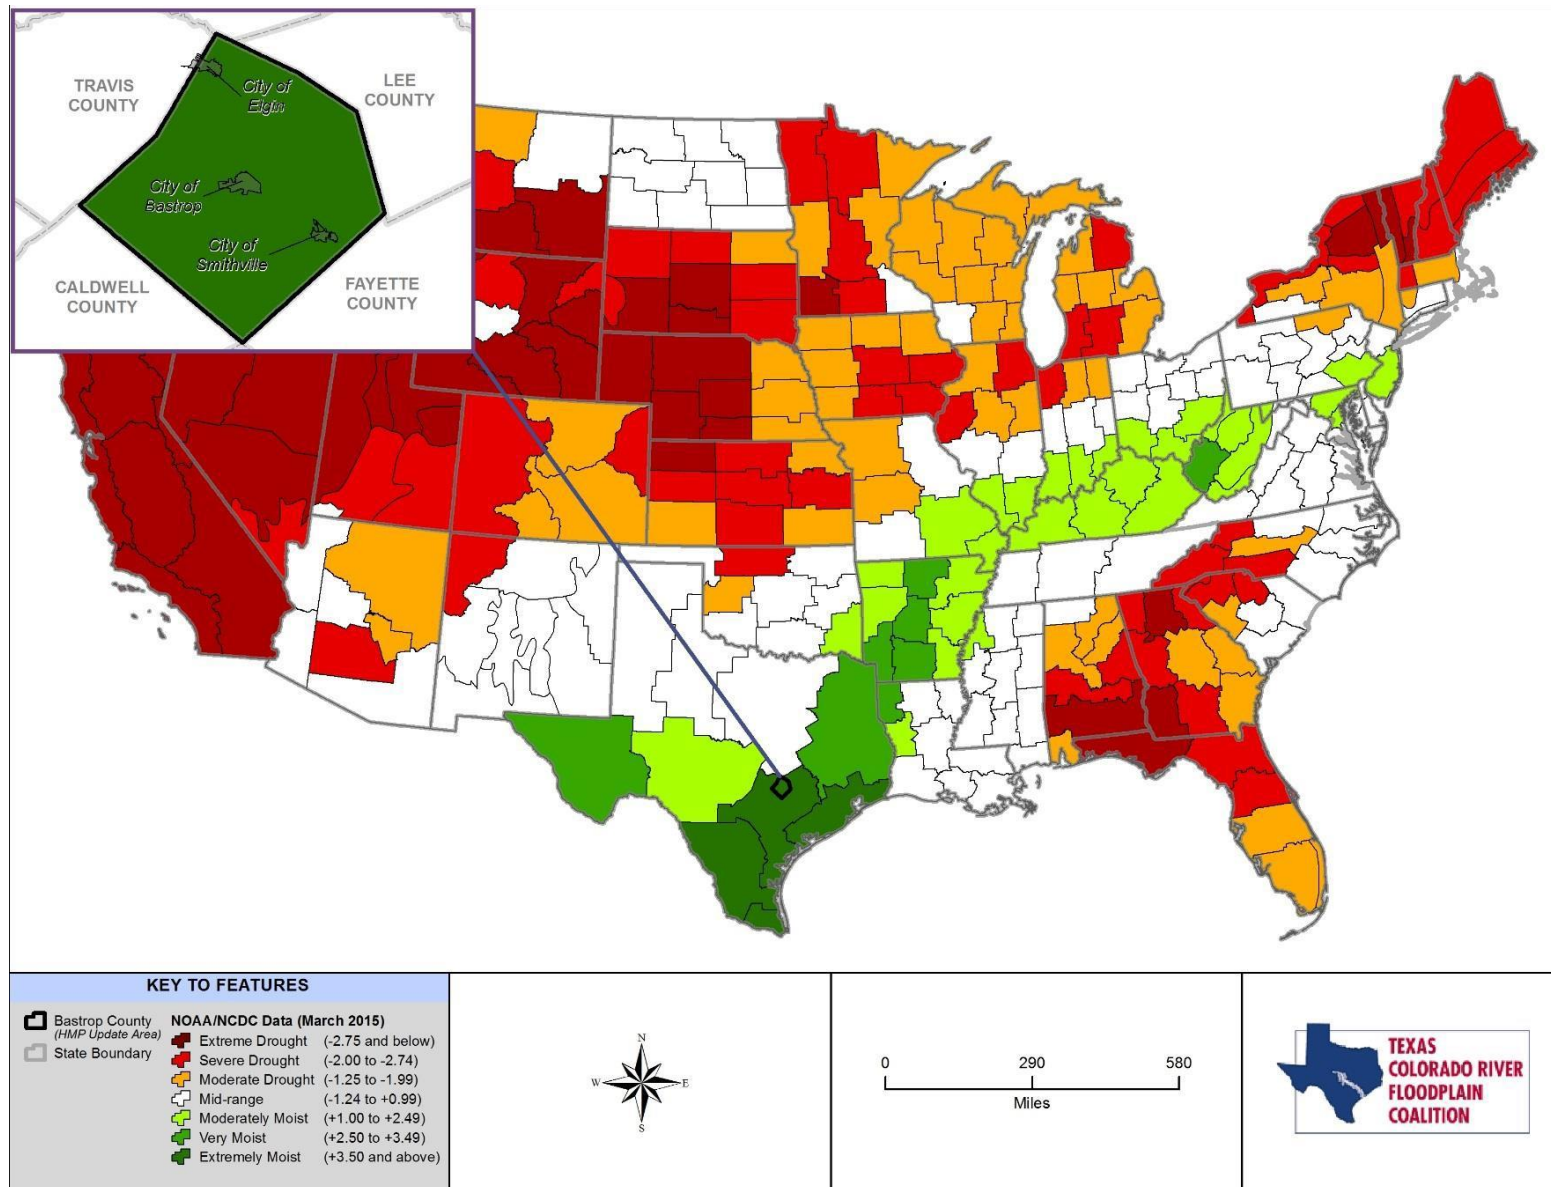 TRAVIS
COUNTY
LEE
COUNTY
City of
Elgin
City of
Bastrop
City of
Smithville
CALDWELL
COUNTY
FAYETTE
COUNTY
KEY TO FEATURES
Bastrop County
(HMP Update Area)
State Boundary
NOAA/NCDC Data (March 2015)
Extreme Drought (-2.75 and below)
Severe Drought (-2.00 to -2.74)
Moderate Drought (-1.25 to -1.99)
Mid-range (-1.24 to +0.99)
Moderately Moist (+1.00 to +2.49)
Very Moist (+2.50 to +3.49)
Extremely Moist (+3.50 and above)
N
W E
S
0 290 580
Miles
TEXAS
COLORADO RIVER
FLOODPLAIN
COALITION